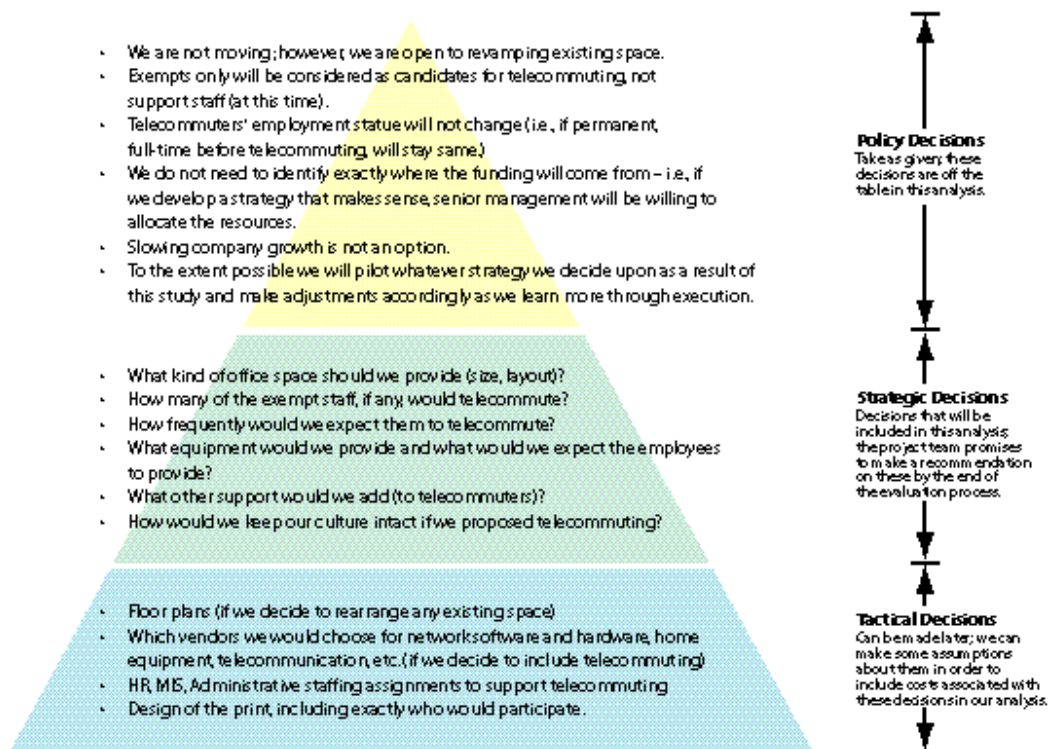 • We are not moving; however, we are open to revamping existing space.
• Exempts only will be considered as candidates for telecommuting, not
support staff (at this time).
• Telecommuters' employment statue will not change (i.e., if permanent,
full-time before telecommuting, will stay same.)
• We do not need to identify exactly where the funding will come from – i.e., if
we develop a strategy that makes sense, senior management will be willing to
allocate the resources.
• Slowing company growth is not an option.
• To the extent possible we will pilot whatever strategy we decide upon as a result of
this study and make adjustments accordingly as we learn more through execution.
Policy Decisions
Take as given; these
decisions are off the
table in this analysis.
• What kind of office space should we provide (size, layout)?
• How many of the exempt staff, if any, would telecommute?
• How frequently would we expect them to telecommute?
• What equipment would we provide and what would we expect the employees
to provide?
• What other support would we add (to telecommuters)?
• How would we keep our culture intact if we proposed telecommuting?
Strategic Decisions
Decisions that will be
included in this analysis;
the project team promises
to make a recommendation
on these by the end of
the evaluation process.
• Floor plans (if we decide to rearrange any existing space)
• Which vendors we would choose for network software and hardware, home
equipment, telecommunication, etc. (if we decide to include telecommuting)
• HR, MIS, Administrative staffing assignments to support telecommuting
• Design of the print, including exactly who would participate.
Tactical Decisions
Can be made later; we can
make some assumptions
about them in order to
include costs associated with
these decisions in our analysis.